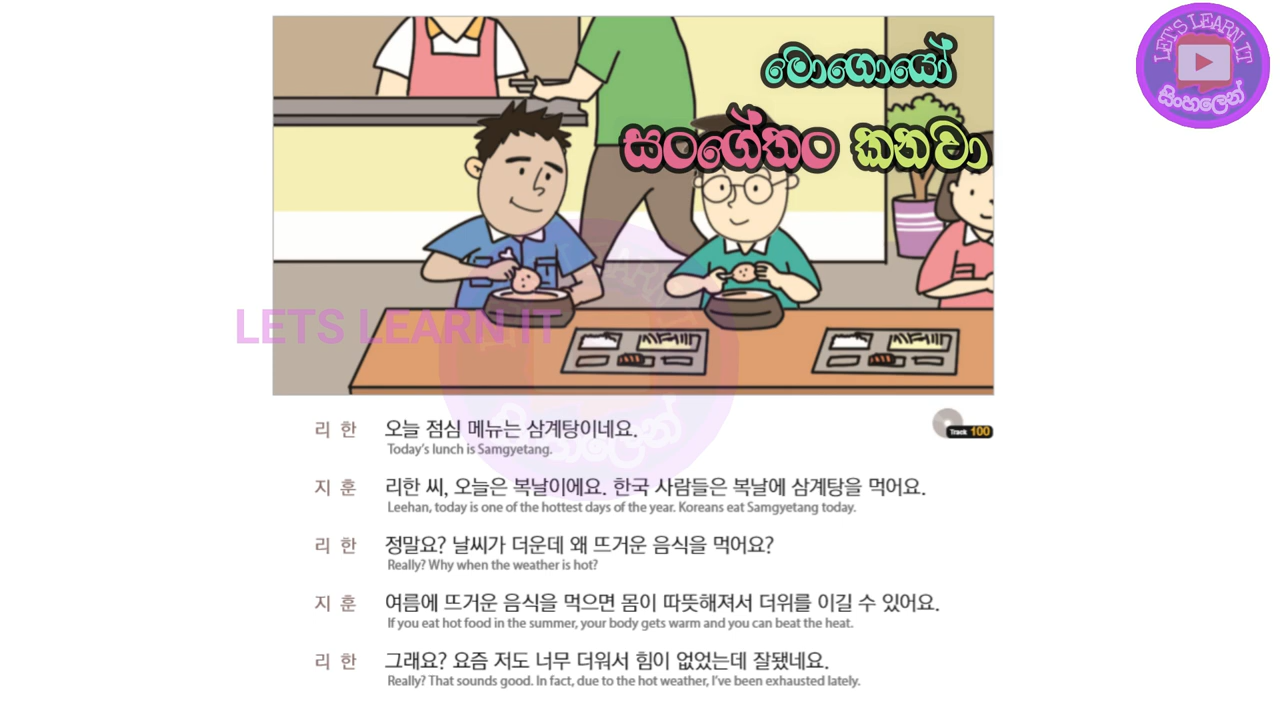 LET'S LEARN IT
සිංහලෙන්
මොගොයෝ
සංගේතං කනවා
LETS LEARN IT
Track 100
리 한 오늘 점심 메뉴는 삼계탕이네요.
Today's lunch is Samgyetang.
지 훈 리한 씨, 오늘은 복날이에요. 한국 사람들은 복날에 삼계탕을 먹어요.
Leehan, today is one of the hottest days of the year. Koreans eat Samgyetang today.
리 한 정말요? 날씨가 더운데 왜 뜨거운 음식을 먹어요?
Really? Why when the weather is hot?
지 훈 여름에 뜨거운 음식을 먹으면 몸이 따뜻해져서 더위를 이길 수 있어요.
If you eat hot food in the summer, your body gets warm and you can beat the heat.
리 한 그래요? 요즘 저도 너무 더워서 힘이 없었는데 잘됐네요.
Really? That sounds good. In fact, due to the hot weather, I've been exhausted lately.